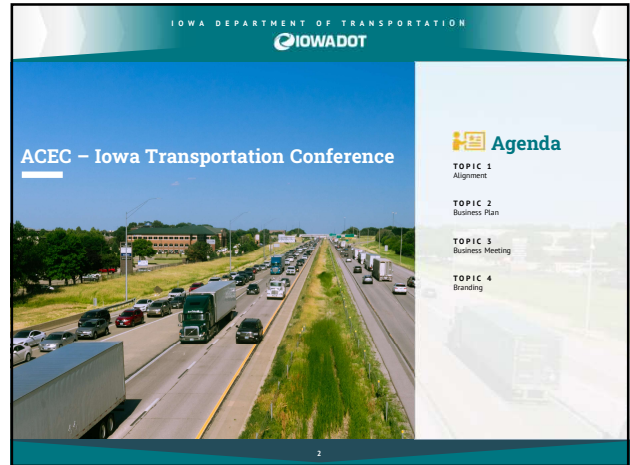 IOWA DEPARTMENT OF TRANSPORTATION
IOWADOT
ACEC – Iowa Transportation Conference
Agenda
TOPIC 1
Alignment
TOPIC 2
Business Plan
TOPIC 3
Business Meeting
TOPIC 4
Branding
2